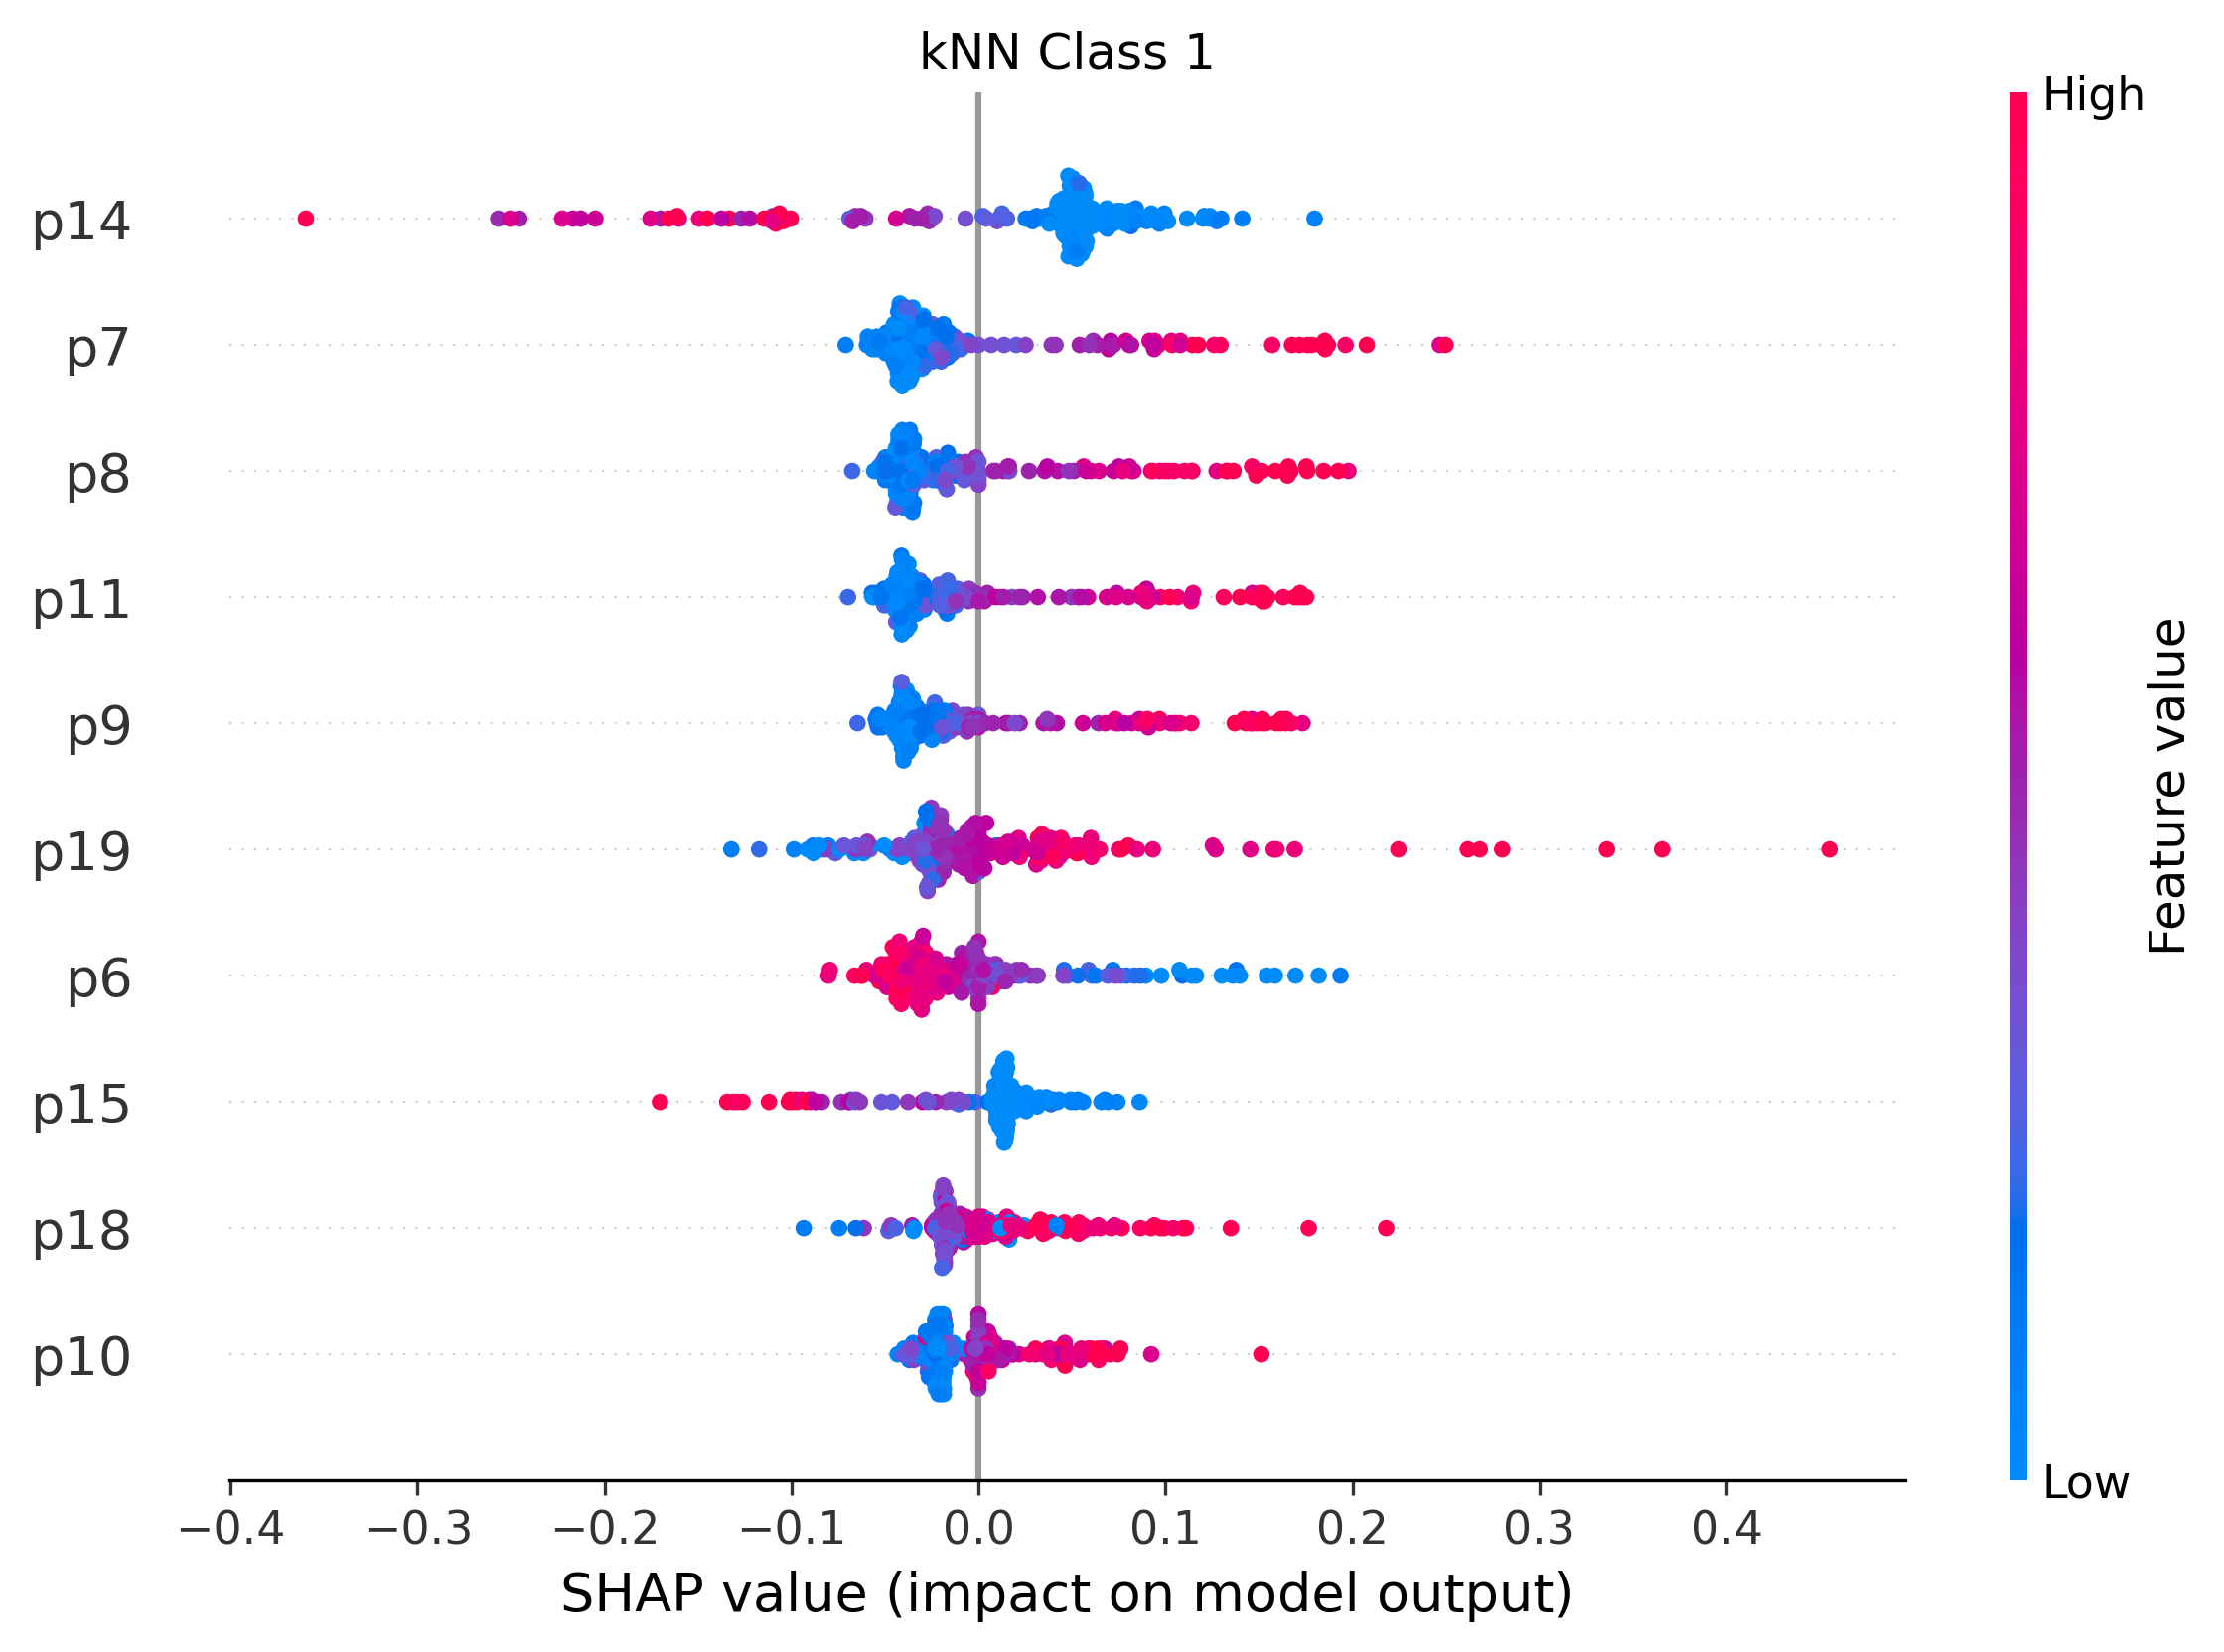 kNN Class 1
High
p14
p7
p8
p11
p9
p19
p6
p15
p18
p10
Feature value
Low
−0.4 −0.3 −0.2 −0.1 0.0 0.1 0.2 0.3 0.4
SHAP value (impact on model output)